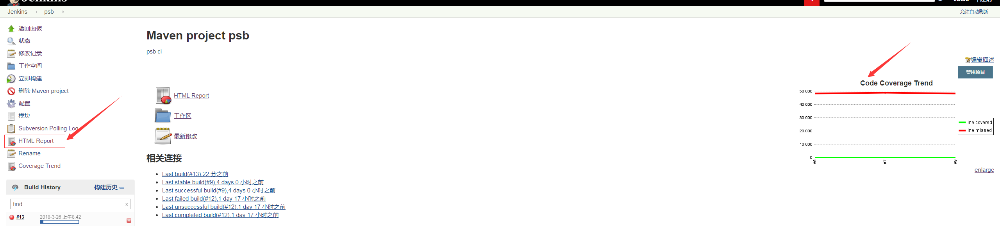 Jenkins
Jenkins psb
允许自动刷新
返回面板
状态
修改记录
工作空间
立即构建
删除 Maven project
配置
模块
Subversion Polling Log
HTML Report
Rename
Coverage Trend
Build History 构建历史
find x
#13 2018-3-26 上午8:42
Maven project psb
psb ci
编辑描述
禁用项目
HTML Report
工作区
最新修改
相关连接
Last build(#13),22 分之前
Last stable build(#9),4 days 0 小时之前
Last successful build(#9),4 days 0 小时之前
Last failed build(#12),1 day 17 小时之前
Last unsuccessful build(#12),1 day 17 小时之前
Last completed build(#12),1 day 17 小时之前
Code Coverage Trend
50,000
40,000
30,000
20,000
10,000
0
#6
#7
#9
line covered
line missed
enlarge